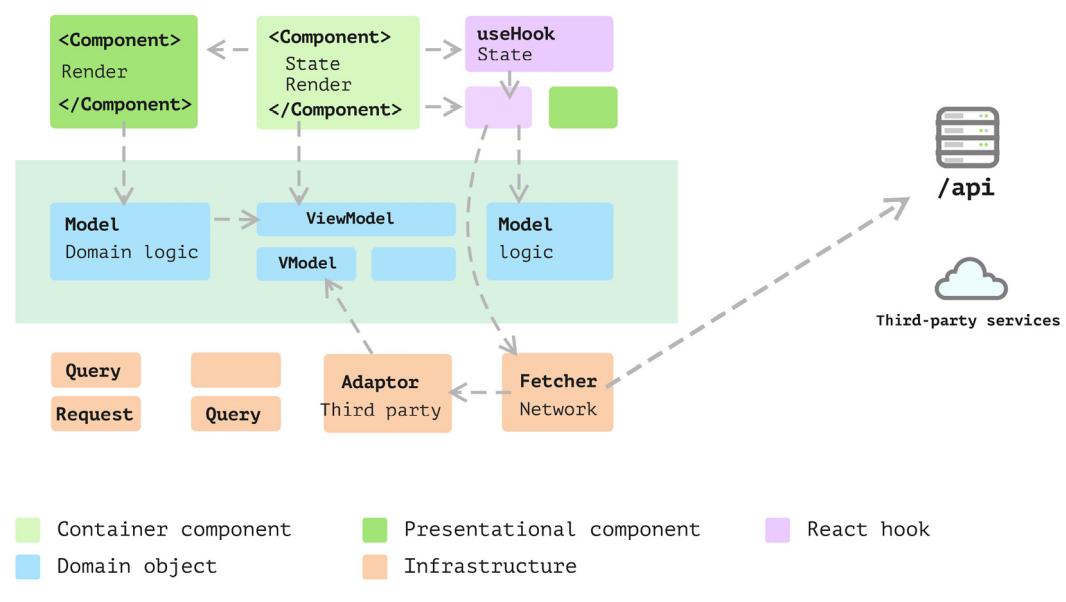 <Component>
Render
</Component>
<Component>
State
Render
</Component>
useHook
State
Model
Domain logic
ViewModel
VModel
Model
logic
Query
Request
Query
Adaptor
Third party
Fetcher
Network
/api
Third-party services
Container component
Presentational component
React hook
Domain object
Infrastructure